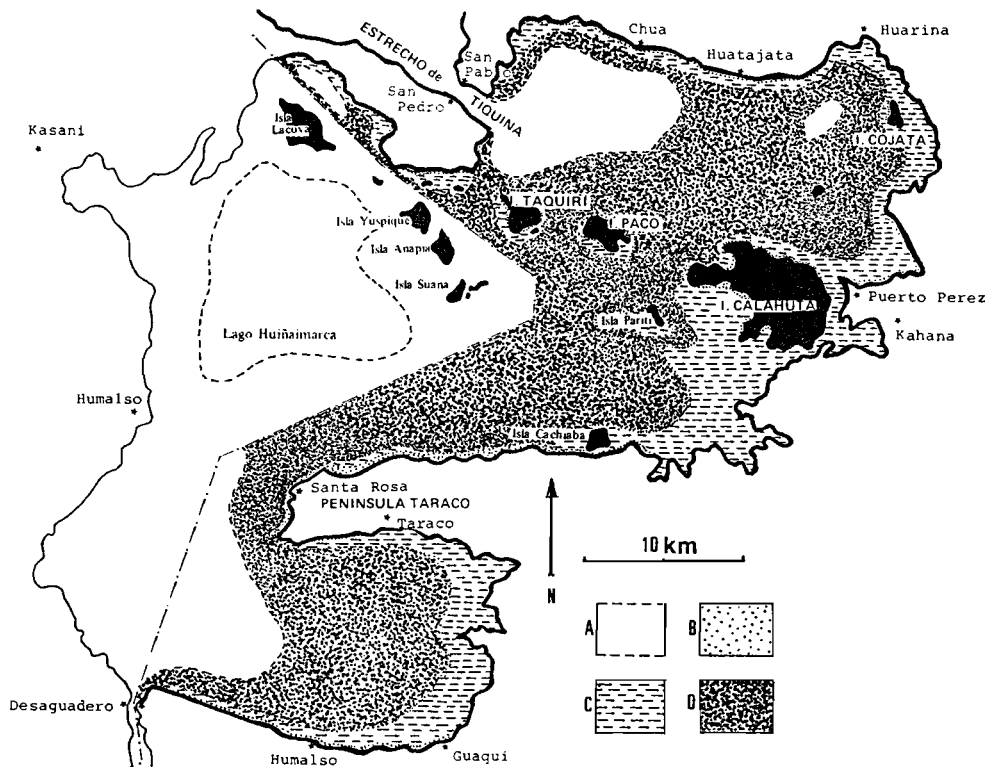 ESTRECHO de
TIQUINA
San
Pablo
Chua
Huatajata
Huarina
San
Pedro
Kasani
Isla
Lacova
I. COJATA
I. TAQUIRI
I. PACO
Isla Yuspique
Isla Anapia
Isla Suana
I. CALAHUTA
Puerto Perez
Kahana
Isla Pariti
Lago Huiñaimarca
Humalso
Isla Cachiaba
Santa Rosa
PENINSULA TARACO
Taraco
10 km
N
A
B
C
D
Desaguadero
Humalso
Guaqui